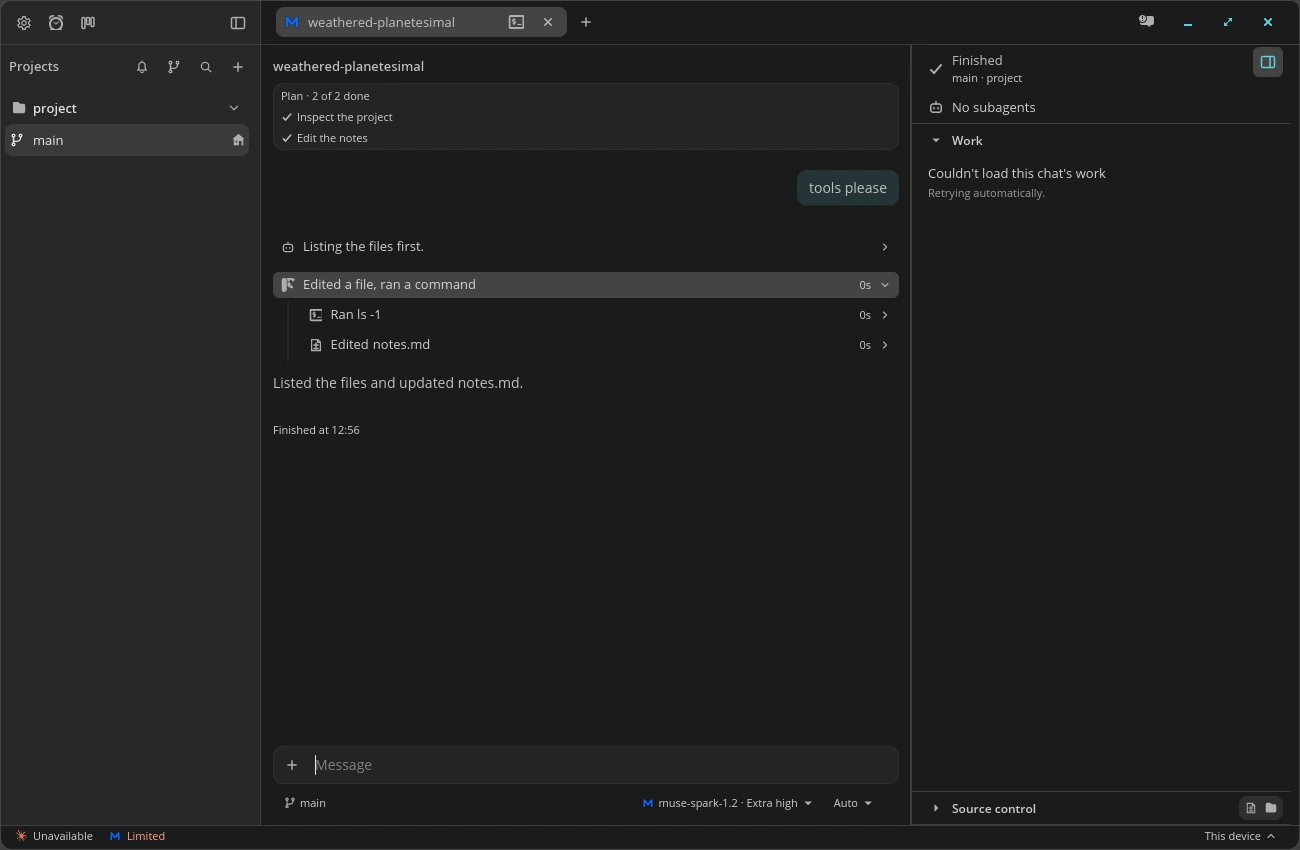 weathered-planetesimal
Projects
project
main
weathered-planetesimal
Plan · 2 of 2 done
Inspect the project
Edit the notes
tools please
Listing the files first.
Edited a file, ran a command 0s
Ran ls -1 0s
Edited notes.md 0s
Listed the files and updated notes.md.
Finished at 12:56
Message
main
muse-spark-1.2 · Extra high
Auto
Finished
main · project
No subagents
Work
Couldn't load this chat's work
Retrying automatically.
Source control
Unavailable
Limited
This device